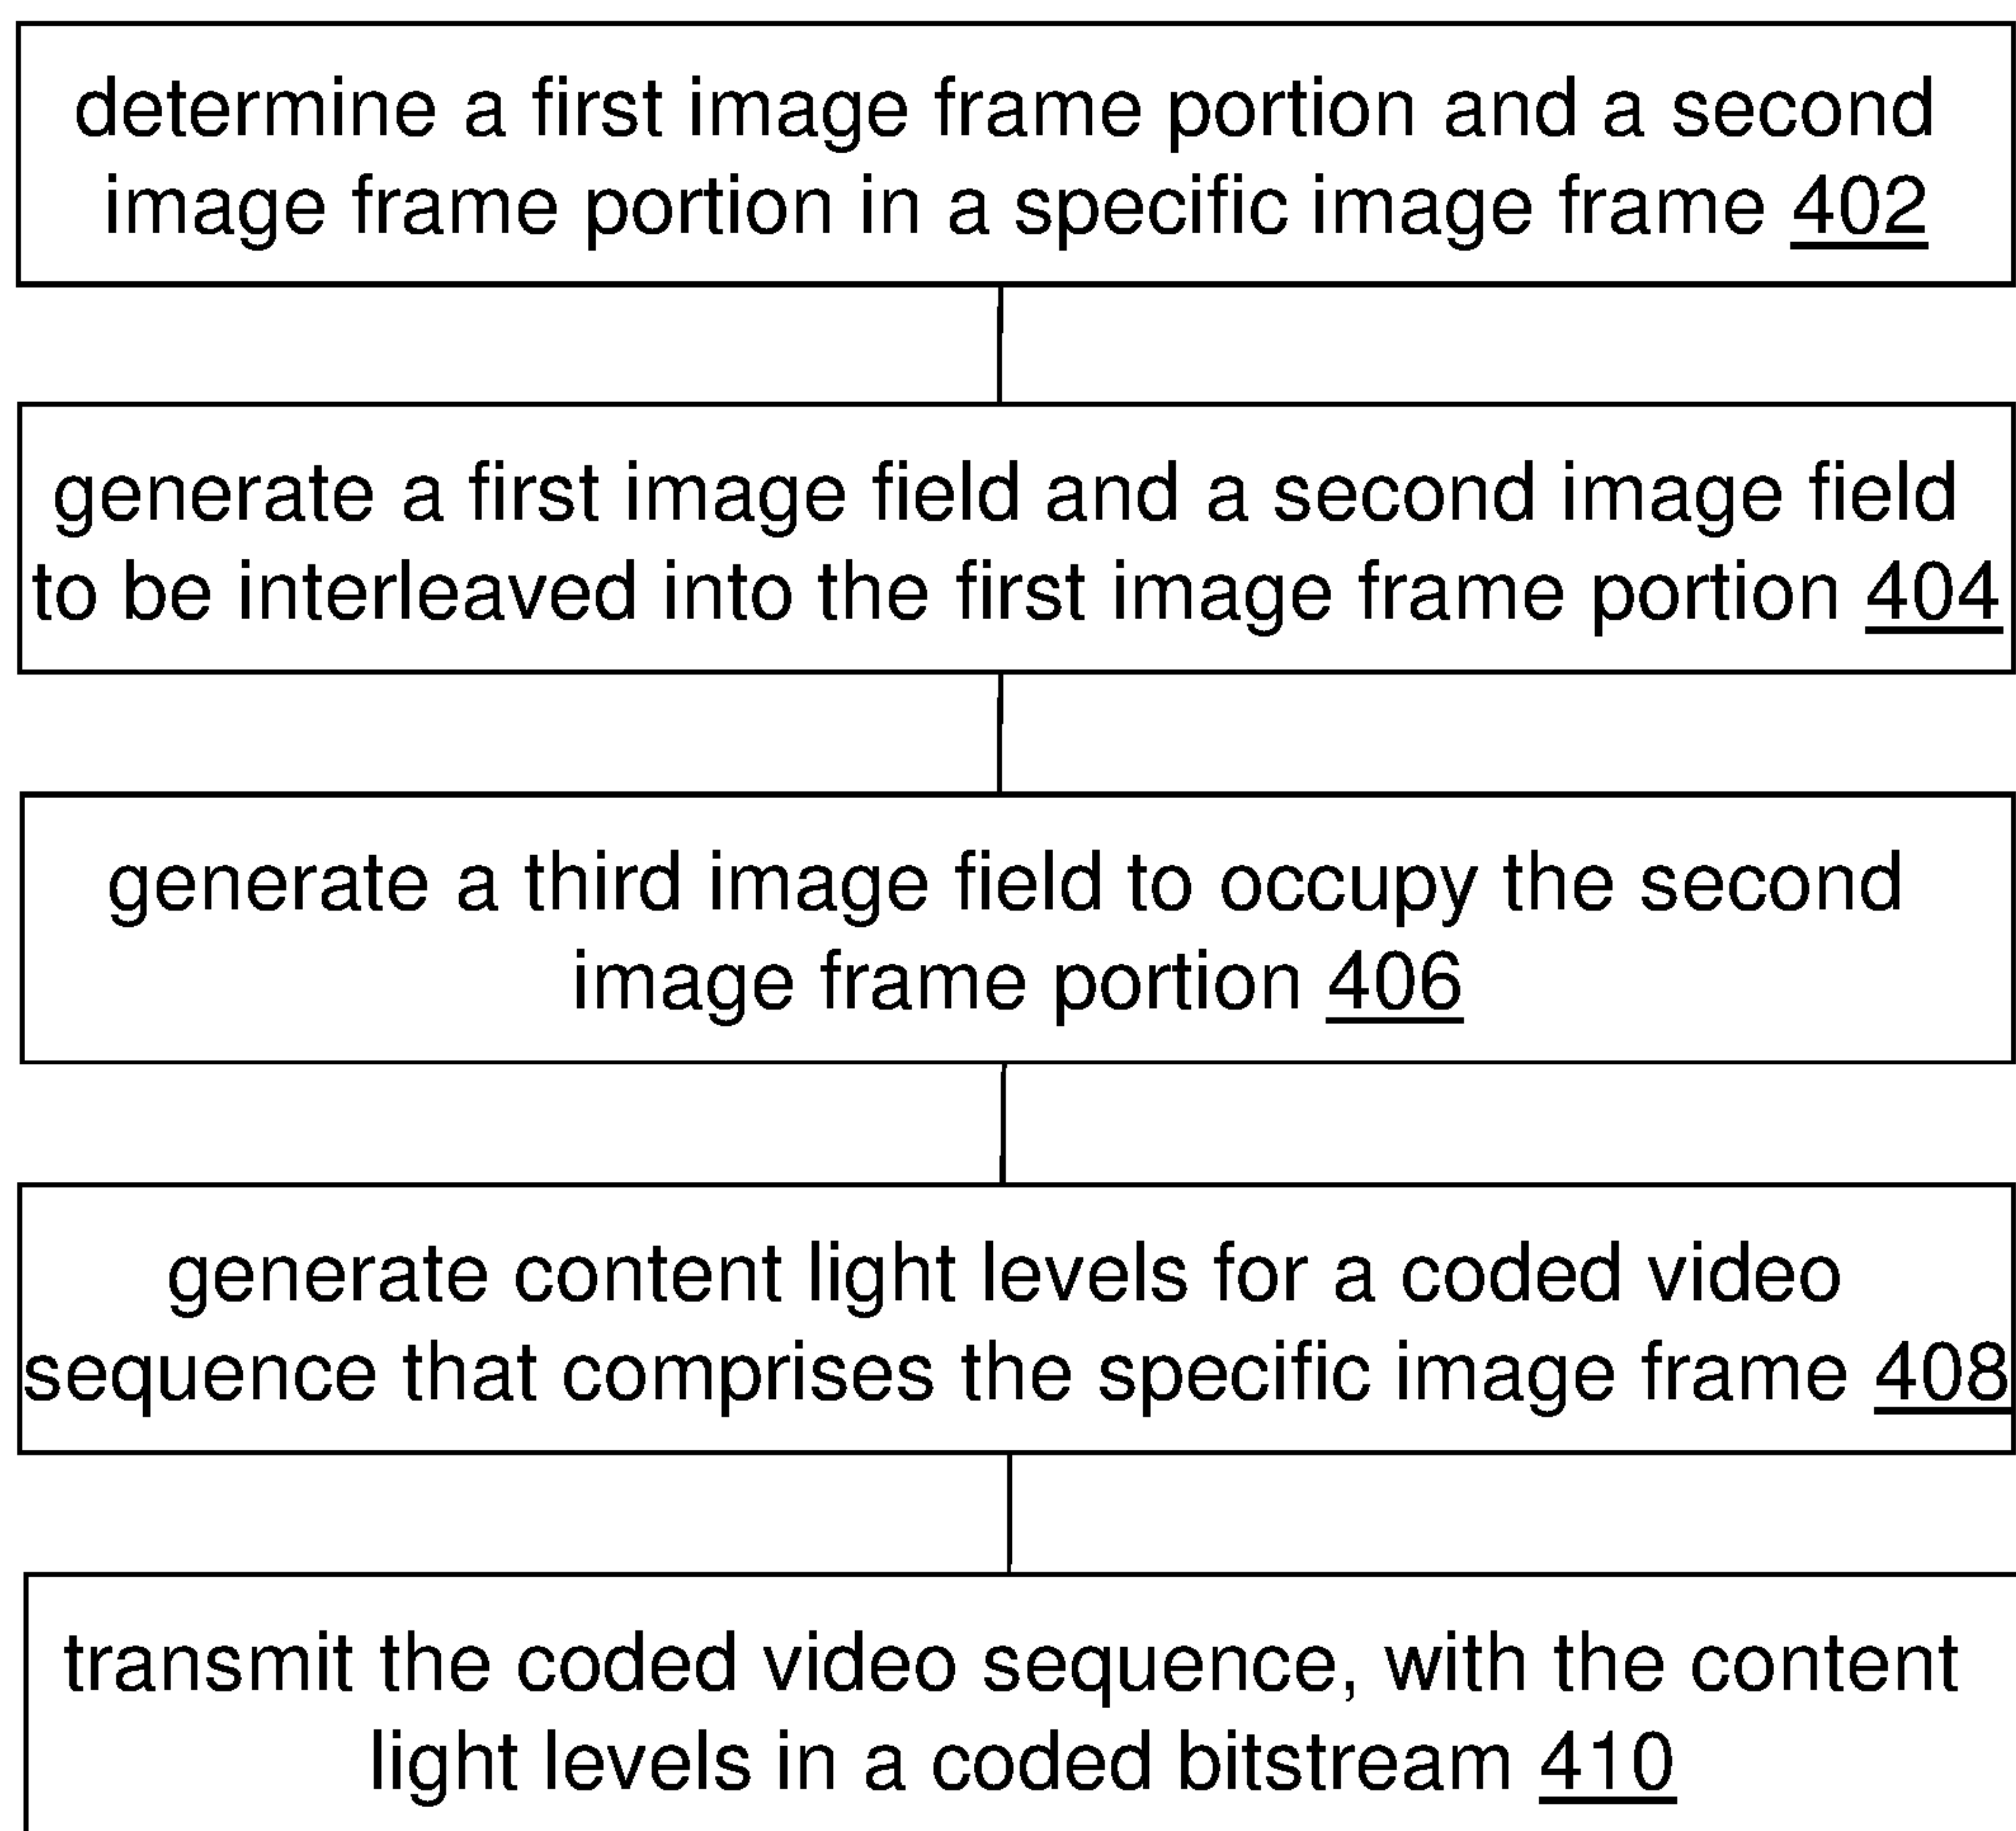 determine a first image frame portion and a second
image frame portion in a specific image frame 402
generate a first image field and a second image field
to be interleaved into the first image frame portion 404
generate a third image field to occupy the second
image frame portion 406
generate content light levels for a coded video
sequence that comprises the specific image frame 408
transmit the coded video sequence, with the content
light levels in a coded bitstream 410